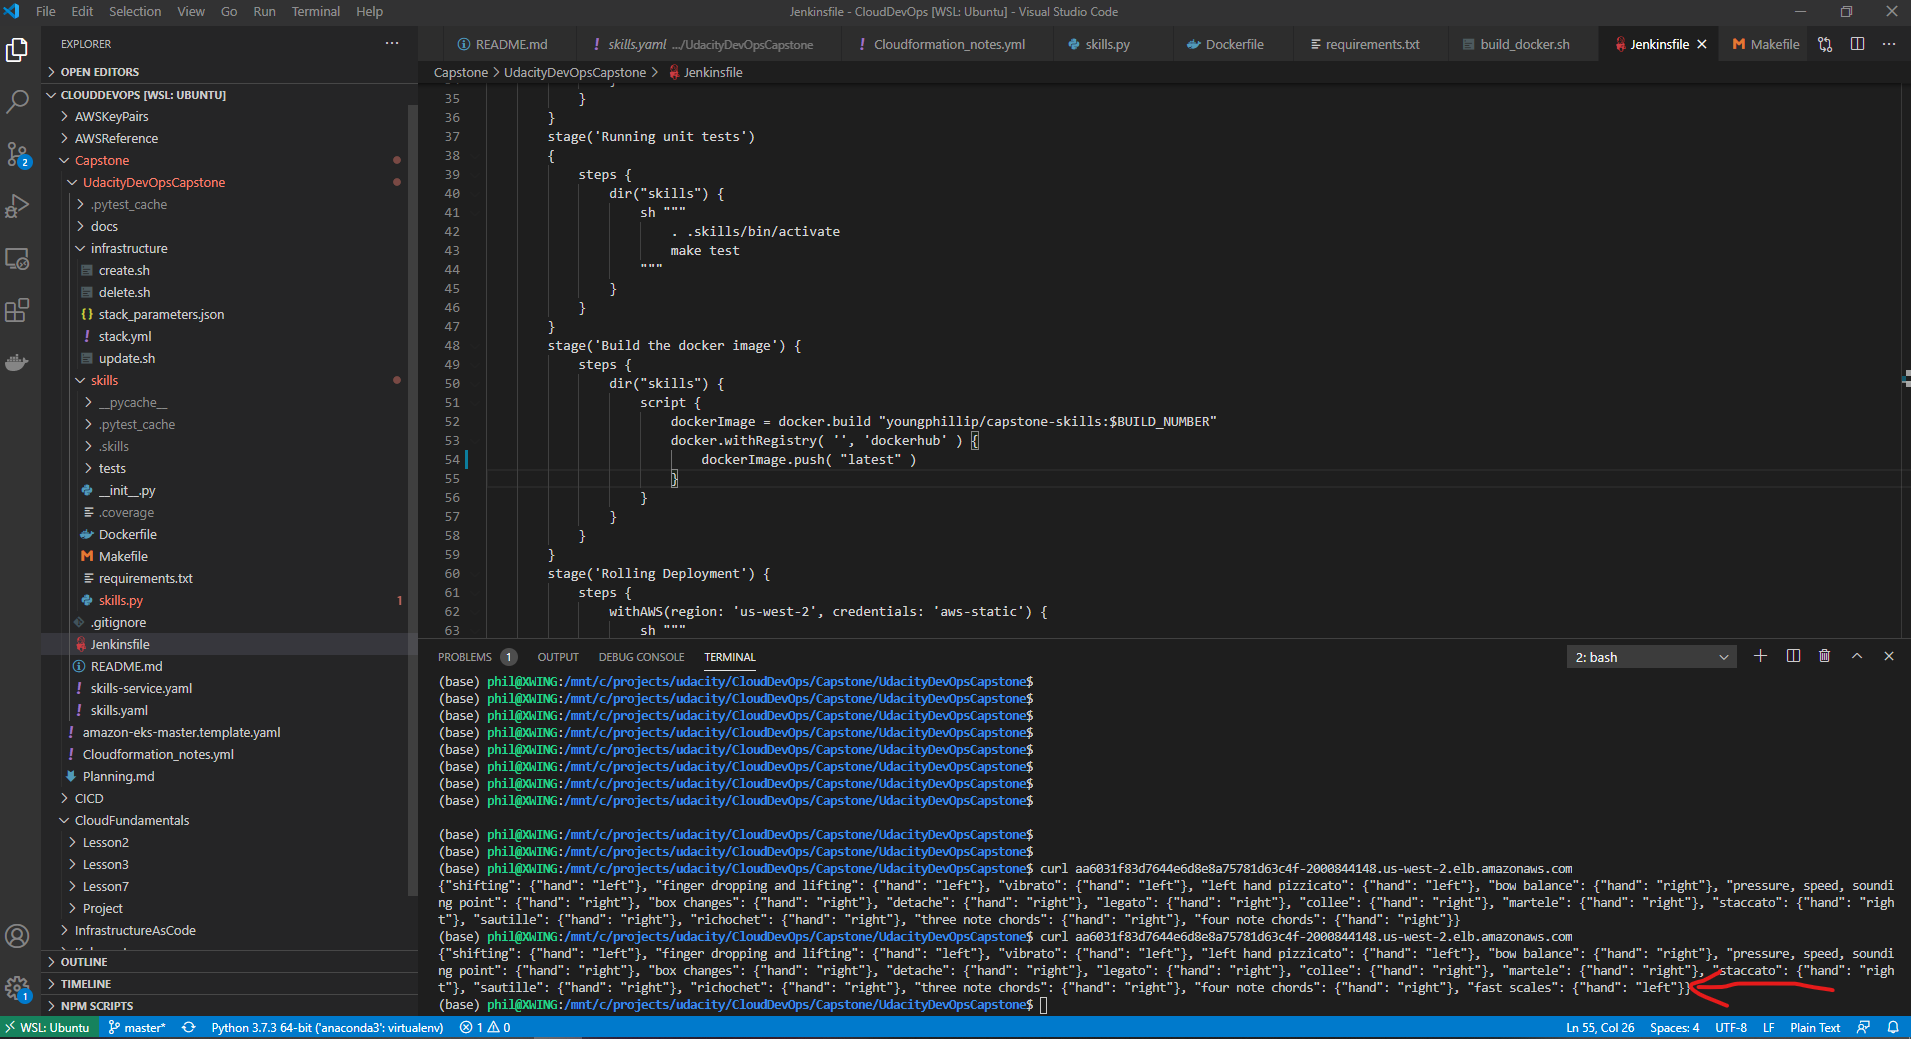 File Edit Selection View Go Run Terminal Help
Jenkinsfile - CloudDevOps [WSL: Ubuntu] - Visual Studio Code
EXPLORER
OPEN EDITORS
CLOUDDEVOPS [WSL: UBUNTU]
AWSKeyPairs
AWSReference
Capstone
UdacityDevOpsCapstone
.pytest_cache
docs
infrastructure
create.sh
delete.sh
stack_parameters.json
stack.yml
update.sh
skills
__pycache__
.pytest_cache
.skills
tests
__init__.py
.coverage
Dockerfile
Makefile
requirements.txt
skills.py 1
.gitignore
Jenkinsfile
README.md
skills-service.yaml
skills.yaml
amazon-eks-master.template.yaml
Cloudformation_notes.yml
Planning.md
CICD
CloudFundamentals
Lesson2
Lesson3
Lesson7
Project
InfrastructureAsCode
OUTLINE
TIMELINE
NPM SCRIPTS
2
1
README.md skills.yaml .../UdacityDevOpsCapstone Cloudformation_notes.yml skills.py Dockerfile requirements.txt build_docker.sh Jenkinsfile Makefile
Capstone > UdacityDevOpsCapstone > Jenkinsfile
35 }
36 }
37 stage('Running unit tests')
38 {
39 steps {
40 dir("skills") {
41 sh """
42 . .skills/bin/activate
43 make test
44 """
45 }
46 }
47 }
48 stage('Build the docker image') {
49 steps {
50 dir("skills") {
51 script {
52 dockerImage = docker.build "youngphillip/capstone-skills:$BUILD_NUMBER"
53 docker.withRegistry( '', 'dockerhub' ) {
54 dockerImage.push( "latest" )
55 }
56 }
57 }
58 }
59 }
60 stage('Rolling Deployment') {
61 steps {
62 withAWS(region: 'us-west-2', credentials: 'aws-static') {
63 sh """
PROBLEMS 1 OUTPUT DEBUG CONSOLE TERMINAL 2: bash
(base) phil@XWING:/mnt/c/projects/udacity/CloudDevOps/Capstone/UdacityDevOpsCapstone$
(base) phil@XWING:/mnt/c/projects/udacity/CloudDevOps/Capstone/UdacityDevOpsCapstone$
(base) phil@XWING:/mnt/c/projects/udacity/CloudDevOps/Capstone/UdacityDevOpsCapstone$
(base) phil@XWING:/mnt/c/projects/udacity/CloudDevOps/Capstone/UdacityDevOpsCapstone$
(base) phil@XWING:/mnt/c/projects/udacity/CloudDevOps/Capstone/UdacityDevOpsCapstone$
(base) phil@XWING:/mnt/c/projects/udacity/CloudDevOps/Capstone/UdacityDevOpsCapstone$
(base) phil@XWING:/mnt/c/projects/udacity/CloudDevOps/Capstone/UdacityDevOpsCapstone$
(base) phil@XWING:/mnt/c/projects/udacity/CloudDevOps/Capstone/UdacityDevOpsCapstone$
(base) phil@XWING:/mnt/c/projects/udacity/CloudDevOps/Capstone/UdacityDevOpsCapstone$
(base) phil@XWING:/mnt/c/projects/udacity/CloudDevOps/Capstone/UdacityDevOpsCapstone$
(base) phil@XWING:/mnt/c/projects/udacity/CloudDevOps/Capstone/UdacityDevOpsCapstone$ curl aa6031f83d7644e6d8e8a75781d63c4f-2000844148.us-west-2.elb.amazonaws.com
{"shifting": {"hand": "left"}, "finger dropping and lifting": {"hand": "left"}, "vibrato": {"hand": "left"}, "left hand pizzicato": {"hand": "left"}, "bow balance": {"hand": "right"}, "pressure, speed, soundi
ng point": {"hand": "right"}, "box changes": {"hand": "right"}, "detache": {"hand": "right"}, "legato": {"hand": "right"}, "collee": {"hand": "right"}, "martele": {"hand": "right"}, "staccato": {"hand": "righ
t"}, "sautille": {"hand": "right"}, "richochet": {"hand": "right"}, "three note chords": {"hand": "right"}, "four note chords": {"hand": "right"}}
(base) phil@XWING:/mnt/c/projects/udacity/CloudDevOps/Capstone/UdacityDevOpsCapstone$ curl aa6031f83d7644e6d8e8a75781d63c4f-2000844148.us-west-2.elb.amazonaws.com
{"shifting": {"hand": "left"}, "finger dropping and lifting": {"hand": "left"}, "vibrato": {"hand": "left"}, "left hand pizzicato": {"hand": "left"}, "bow balance": {"hand": "right"}, "pressure, speed, soundi
ng point": {"hand": "right"}, "box changes": {"hand": "right"}, "detache": {"hand": "right"}, "legato": {"hand": "right"}, "collee": {"hand": "right"}, "martele": {"hand": "right"}, "staccato": {"hand": "righ
t"}, "sautille": {"hand": "right"}, "richochet": {"hand": "right"}, "three note chords": {"hand": "right"}, "four note chords": {"hand": "right"}, "fast scales": {"hand": "left"}}
(base) phil@XWING:/mnt/c/projects/udacity/CloudDevOps/Capstone/UdacityDevOpsCapstone$
WSL: Ubuntu master* Python 3.7.3 64-bit ('anaconda3': virtualenv) 1 0 Ln 55, Col 26 Spaces: 4 UTF-8 LF Plain Text